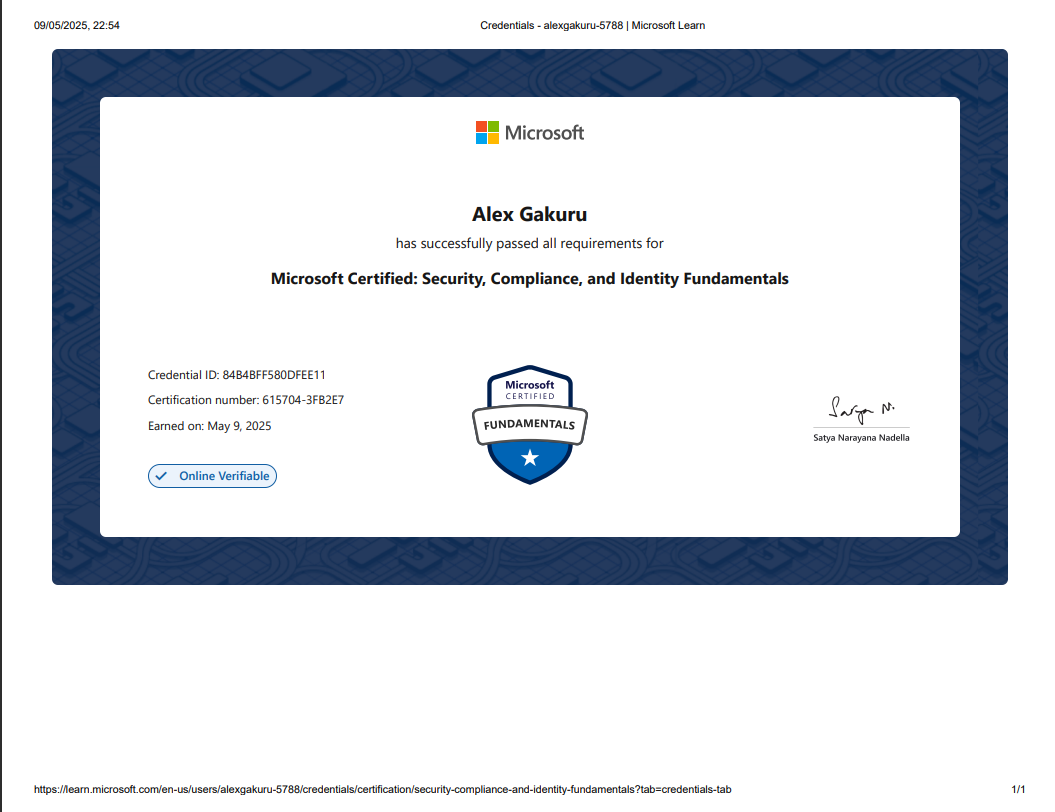 09/05/2025, 22:54
Credentials - alexgakuru-5788 | Microsoft Learn
Microsoft
Alex Gakuru
has successfully passed all requirements for
Microsoft Certified: Security, Compliance, and Identity Fundamentals
Credential ID: 84B4BFF580DFEE11
Certification number: 615704-3FB2E7
Earned on: May 9, 2025
Online Verifiable
Microsoft
CERTIFIED
FUNDAMENTALS
Satya N.
Satya Narayana Nadella
https://learn.microsoft.com/en-us/users/alexgakuru-5788/credentials/certification/security-compliance-and-identity-fundamentals?tab=credentials-tab
1/1